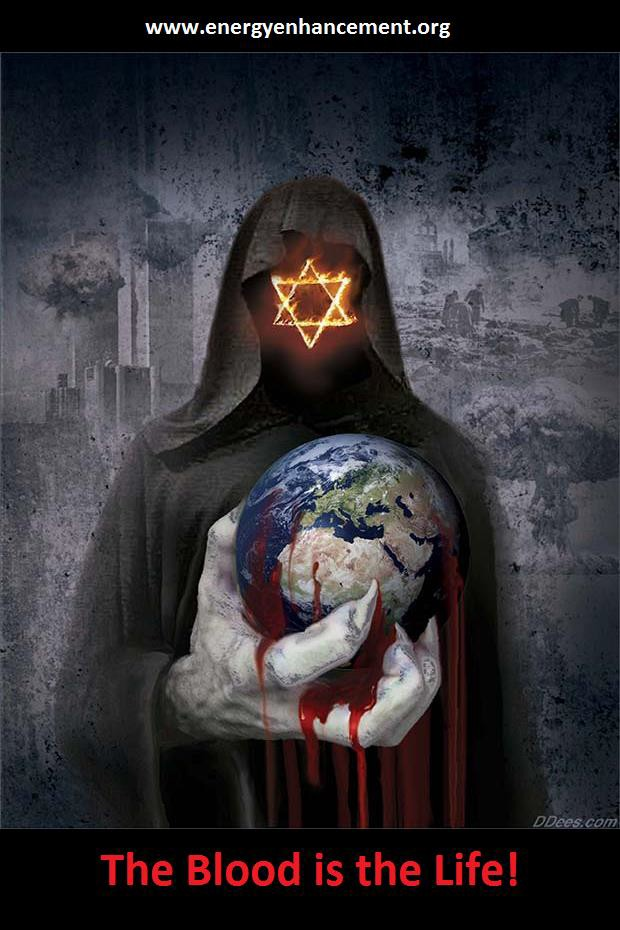 www.energyenhancement.org
DDees.com
The Blood is the Life!